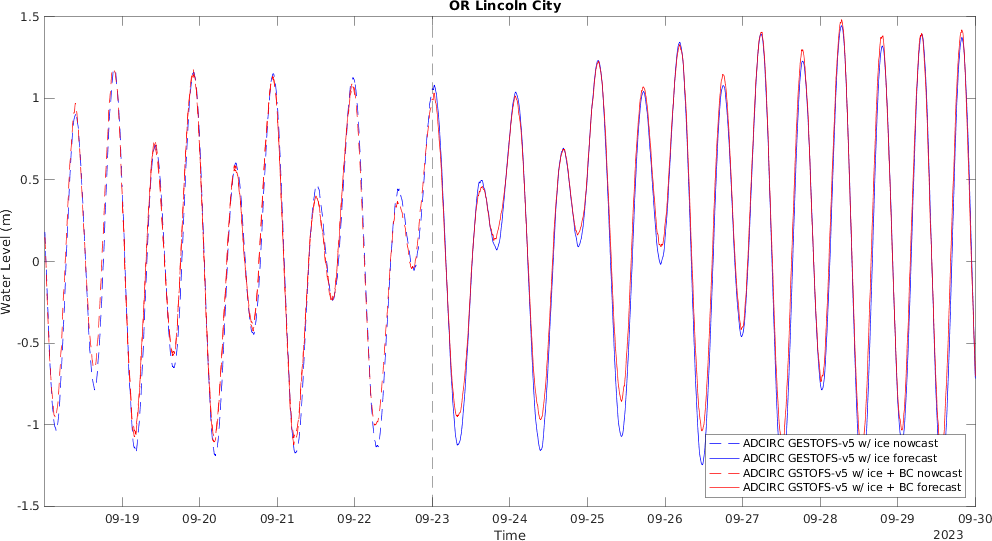 OR Lincoln City
1.5
1
0.5
0
-0.5
-1
-1.5
Water Level (m)
09-19
09-20
09-21
09-22
09-23
09-24
09-25
09-26
09-27
09-28
09-29
09-30
Time
2023
ADCIRC GESTOFS-v5 w/ ice nowcast
ADCIRC GESTOFS-v5 w/ ice forecast
ADCIRC GSTOFS-v5 w/ ice + BC nowcast
ADCIRC GSTOFS-v5 w/ ice + BC forecast